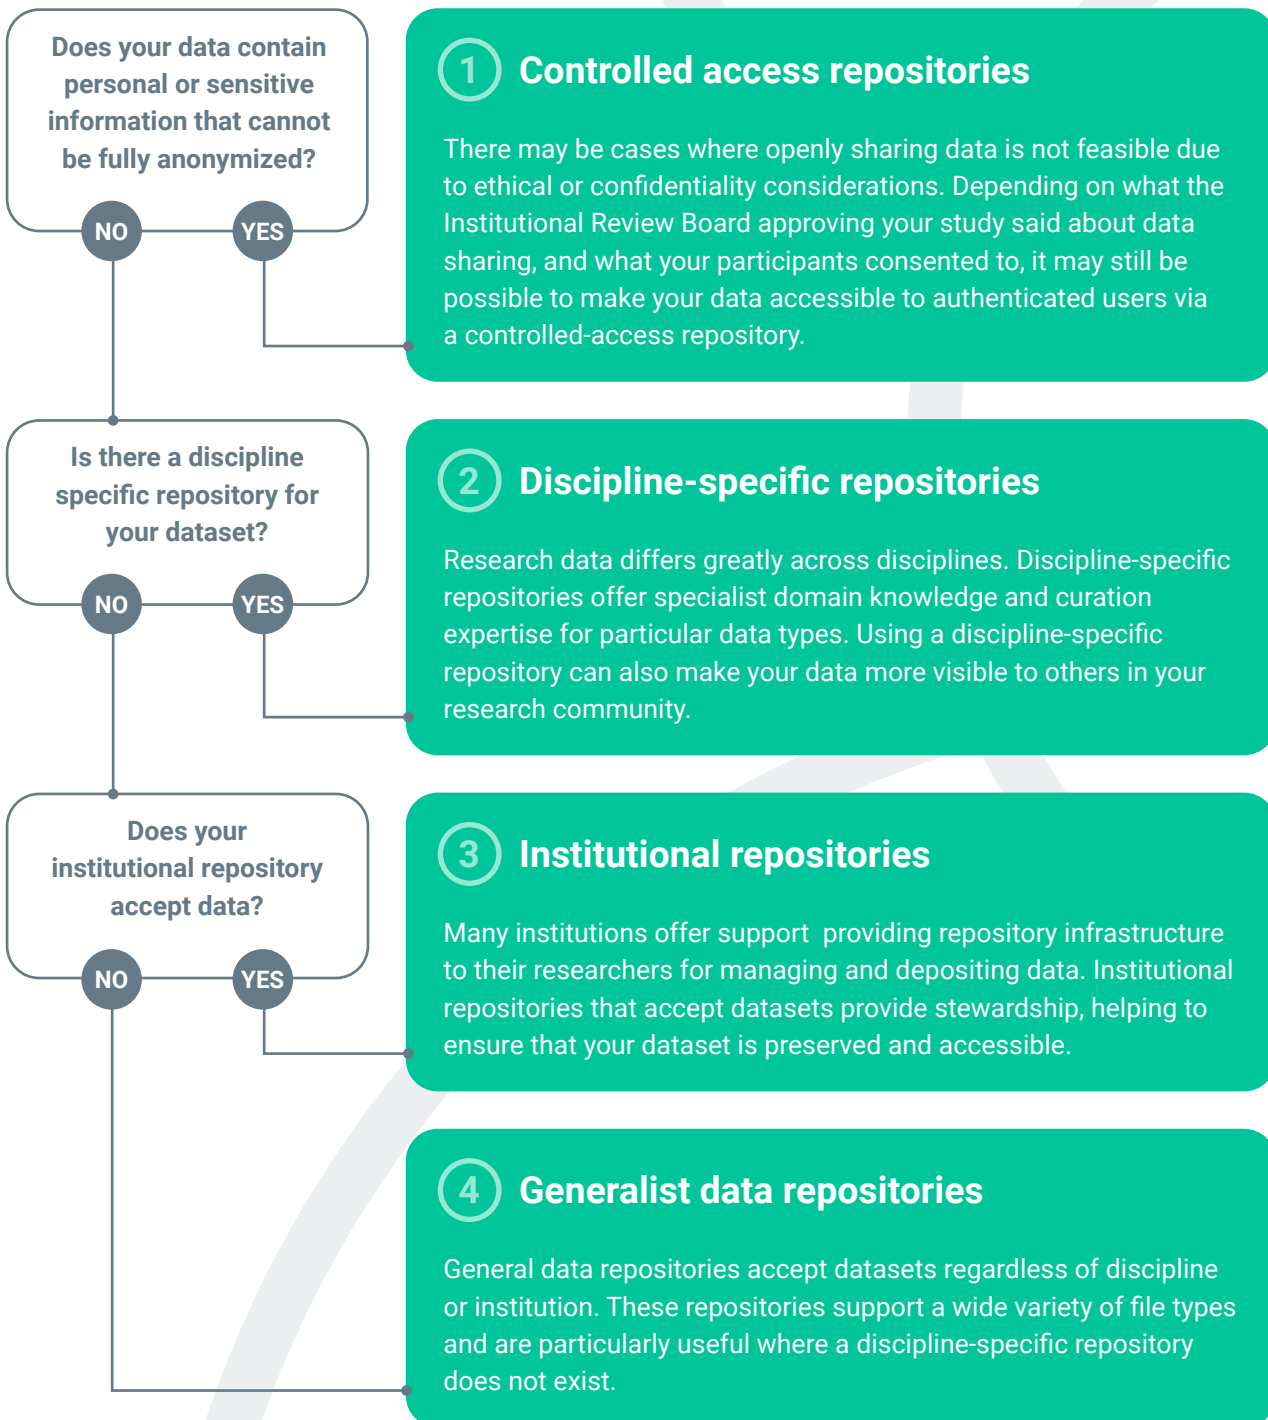 Does your data contain
personal or sensitive
information that cannot
be fully anonymized?
NO
YES
1
Controlled access repositories
There may be cases where openly sharing data is not feasible due
to ethical or confidentiality considerations. Depending on what the
Institutional Review Board approving your study said about data
sharing, and what your participants consented to, it may still be
possible to make your data accessible to authenticated users via
a controlled-access repository.
Is there a discipline
specific repository for
your dataset?
NO
YES
2
Discipline-specific repositories
Research data differs greatly across disciplines. Discipline-specific
repositories offer specialist domain knowledge and curation
expertise for particular data types. Using a discipline-specific
repository can also make your data more visible to others in your
research community.
Does your
institutional repository
accept data?
NO
YES
3
Institutional repositories
Many institutions offer support  providing repository infrastructure
to their researchers for managing and depositing data. Institutional
repositories that accept datasets provide stewardship, helping to
ensure that your dataset is preserved and accessible.
4
Generalist data repositories
General data repositories accept datasets regardless of discipline
or institution. These repositories support a wide variety of file types
and are particularly useful where a discipline-specific repository
does not exist.